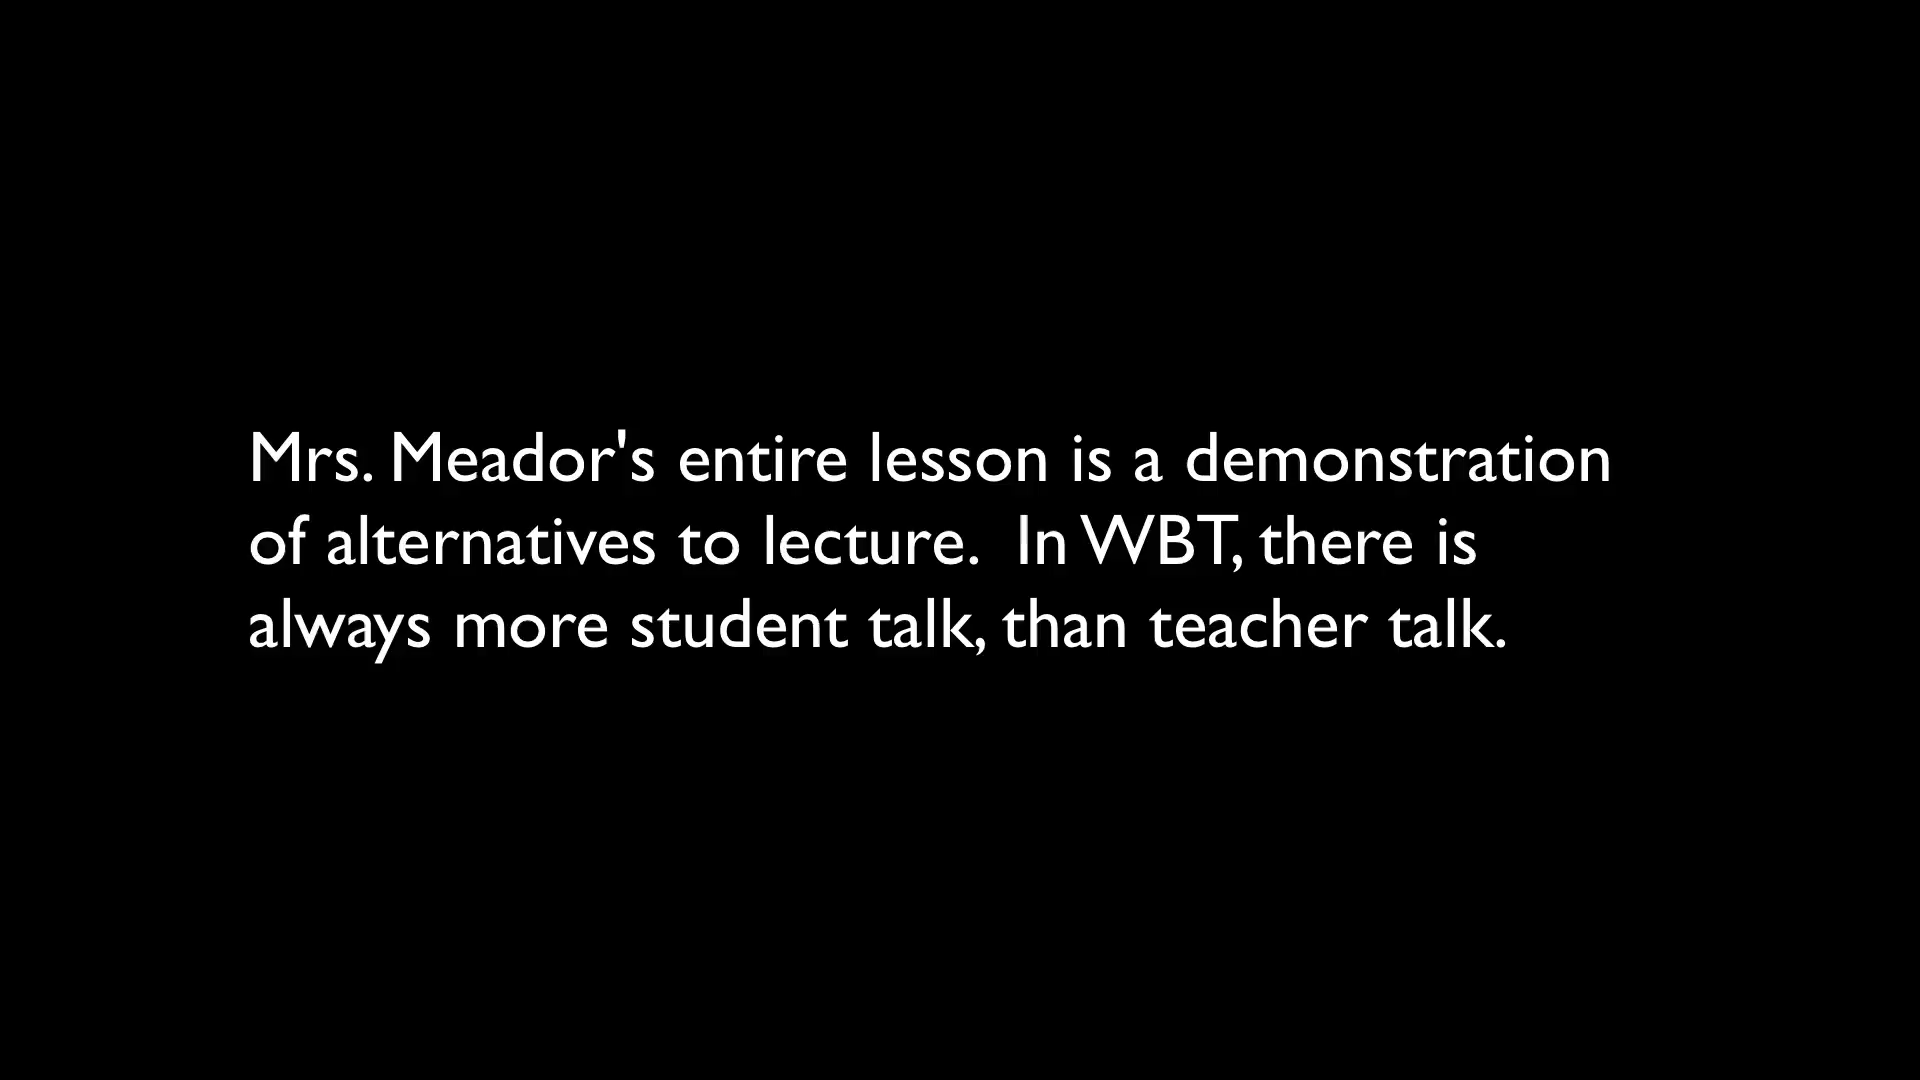 Mrs. Meador's entire lesson is a demonstration
of alternatives to lecture.  In WBT, there is
always more student talk, than teacher talk.